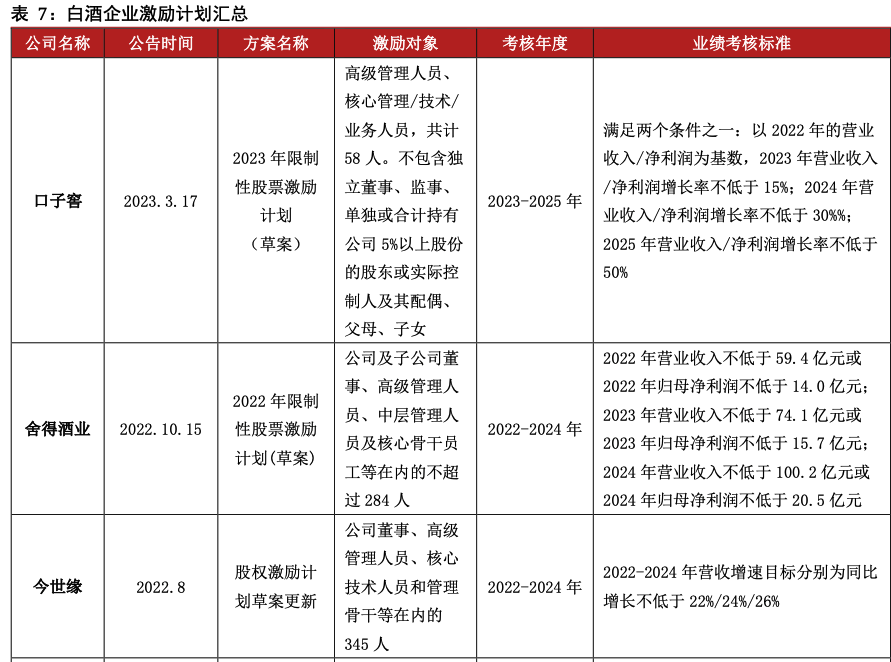 表 7：白酒企业激励计划汇总
公司名称 公告时间 方案名称 激励对象 考核年度 业绩考核标准
口子窖
2023.3.17
2023 年限制
性股票激励
计划
（草案）
高级管理人员、
核心管理/技术/
业务人员，共计
58 人。不包含独
立董事、监事、
单独或合计持有
公司 5%以上股份
的股东或实际控
制人及其配偶、
父母、子女
2023-2025 年
满足两个条件之一：以 2022 年的营业
收入/净利润为基数，2023 年营业收入
/净利润增长率不低于 15%；2024 年营
业收入/净利润增长率不低于 30%%；
2025 年营业收入/净利润增长率不低于
50%
舍得酒业
2022.10.15
2022 年限制
性股票激励
计划(草案)
公司及子公司董
事、高级管理人
员、中层管理人
员及核心骨干员
工等在内的不超
过 284 人
2022-2024 年
2022 年营业收入不低于 59.4 亿元或
2022 年归母净利润不低于 14.0 亿元；
2023 年营业收入不低于 74.1 亿元或
2023 年归母净利润不低于 15.7 亿元；
2024 年营业收入不低于 100.2 亿元或
2024 年归母净利润不低于 20.5 亿元
今世缘
2022.8
股权激励计
划草案更新
公司董事、高级
管理人员、核心
技术人员和管理
骨干等在内的
345 人
2022-2024 年
2022-2024 年营收增速目标分别为同比
增长不低于 22%/24%/26%